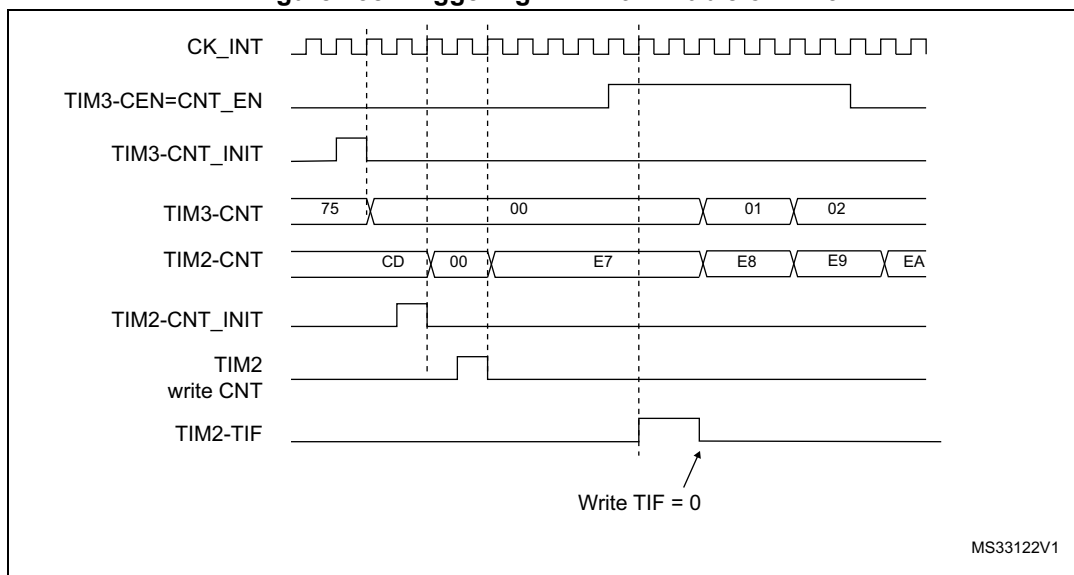 CK_INT
TIM3-CEN=CNT_EN
TIM3-CNT_INIT
TIM3-CNT 75 00 01 02
TIM2-CNT CD 00 E7 E8 E9 EA
TIM2-CNT_INIT
TIM2
write CNT
TIM2-TIF
Write TIF = 0
MS33122V1